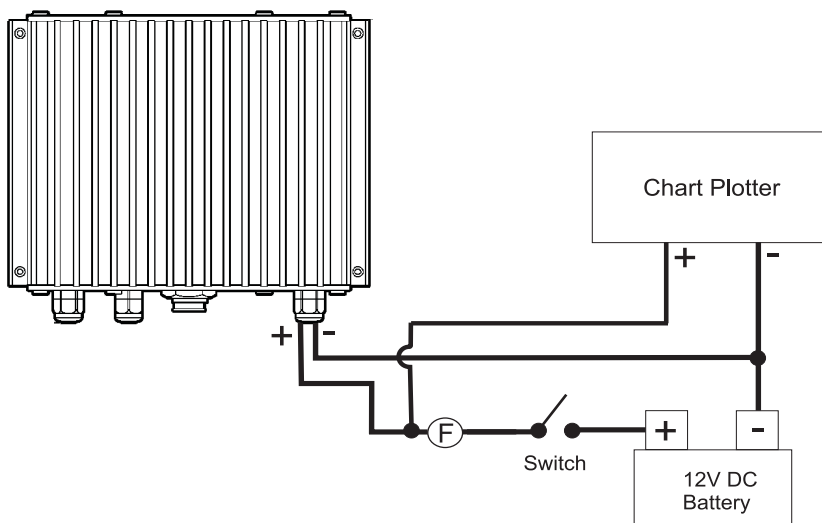 Chart Plotter
+ -
+ -
F
+ -
Switch
12V DC
Battery